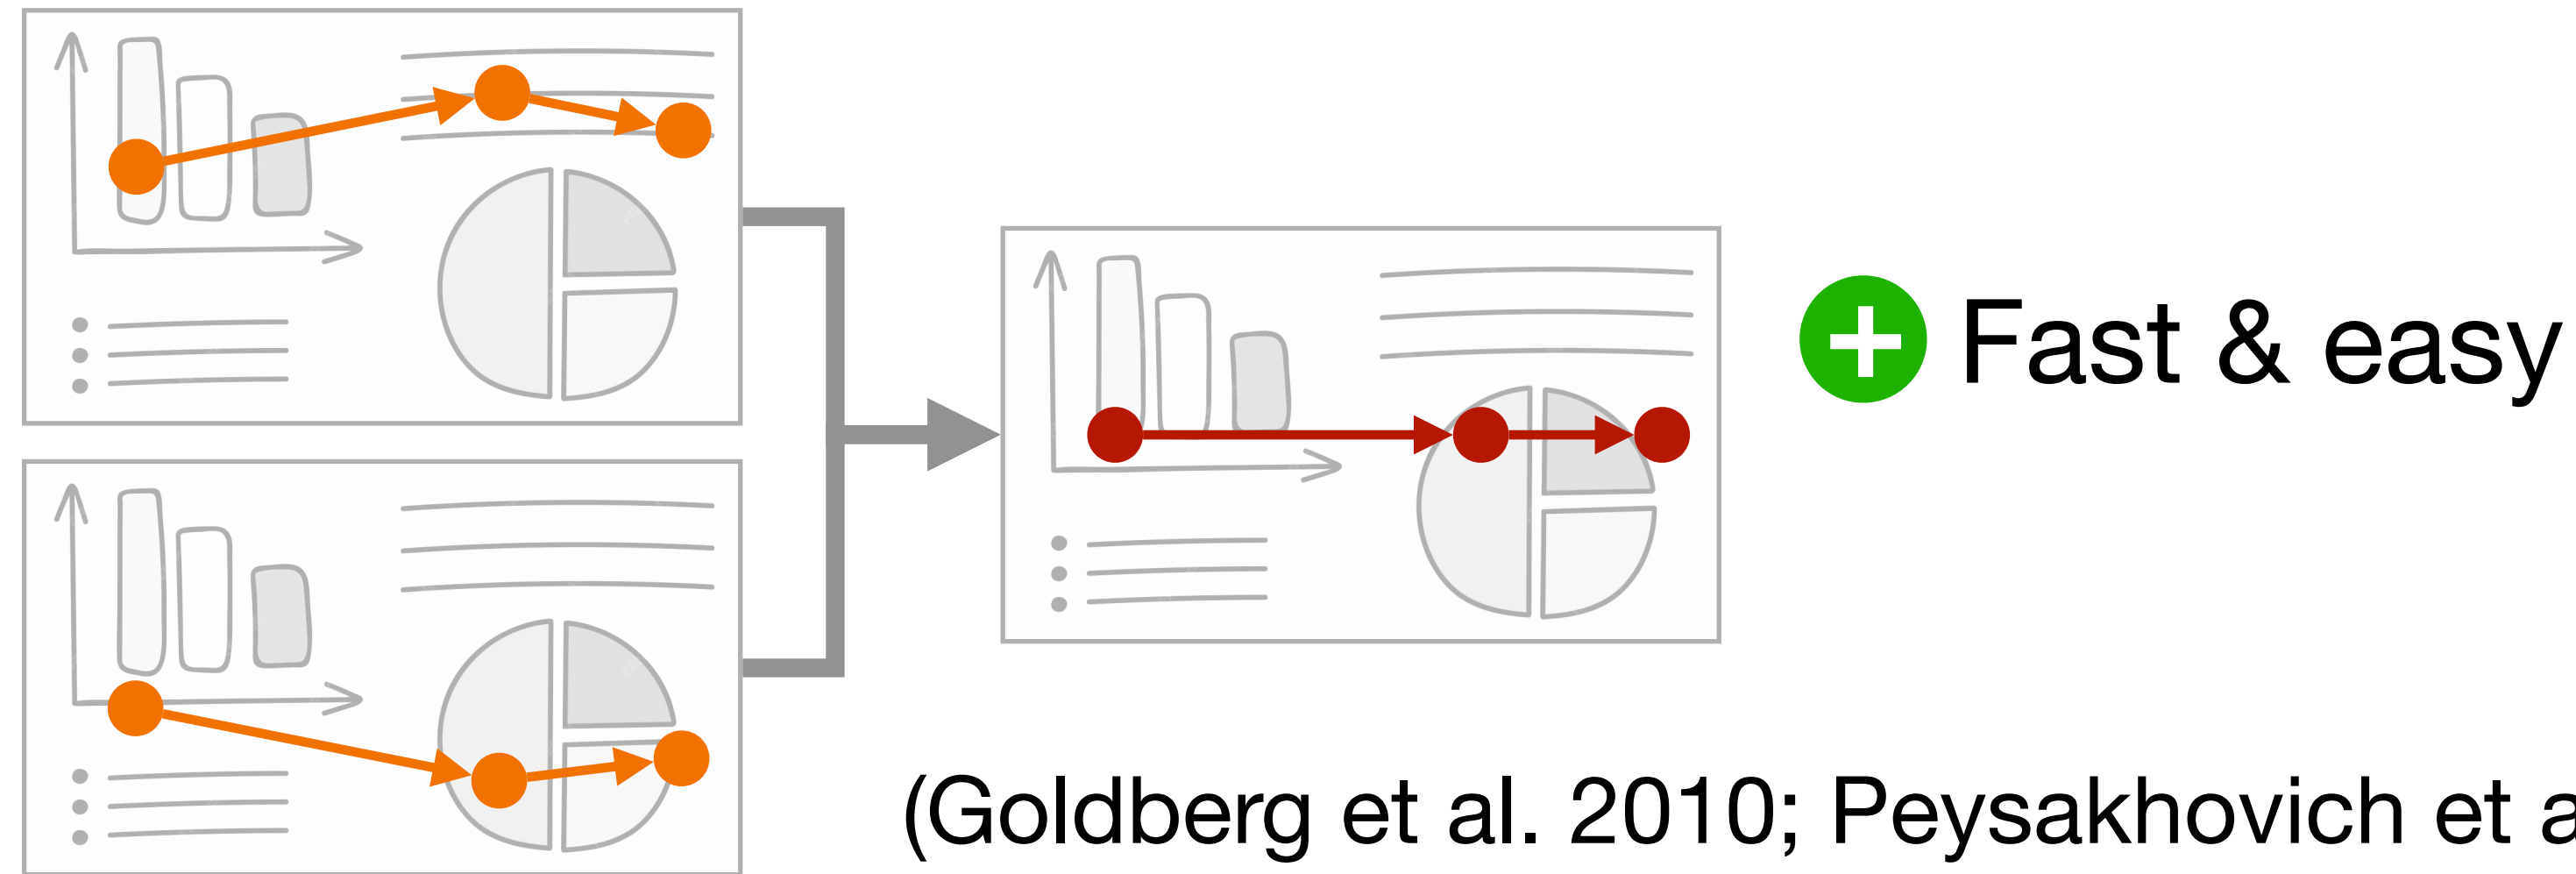 Fast & easy
(Goldberg et al. 2010; Peysakhovich et a